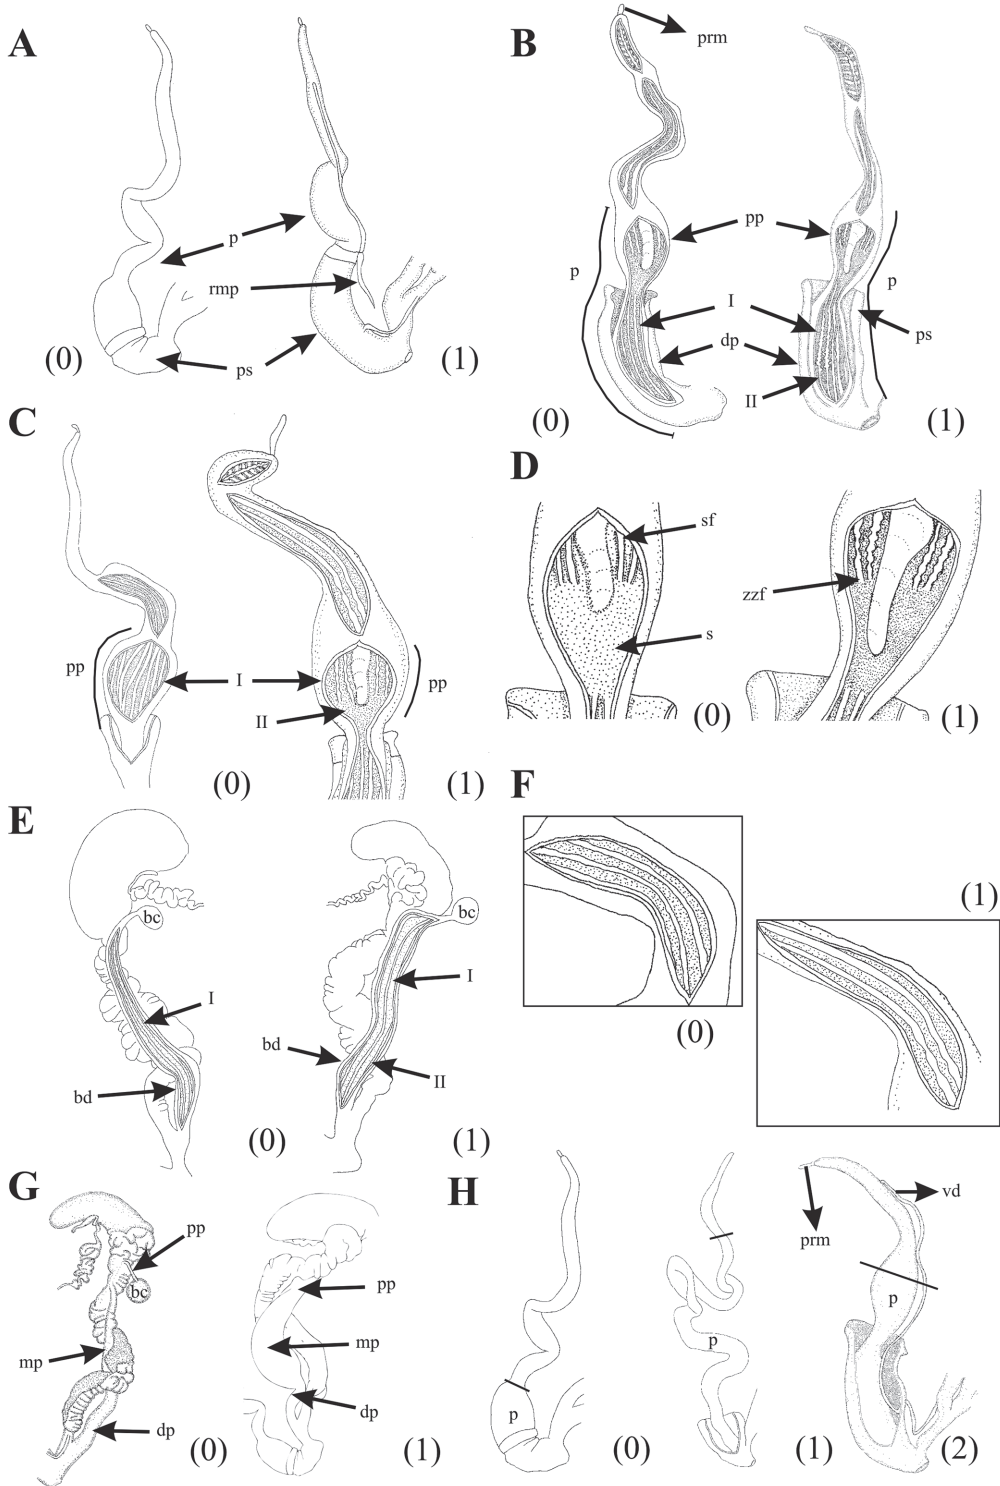 A
p
rmp
ps
(0)
(1)
B
prm
pp
p
p
I
dp
ps
II
(0)
(1)
C
pp
I
pp
II
(0)
(1)
D
sf
zzf
s
(0)
(1)
E
bc
bc
I
I
bd
bd
II
(0)
(1)
F
(1)
(0)
G
pp
bc
pp
mp
mp
dp
dp
(0)
(1)
H
vd
prm
p
p
p
(0)
(1)
(2)